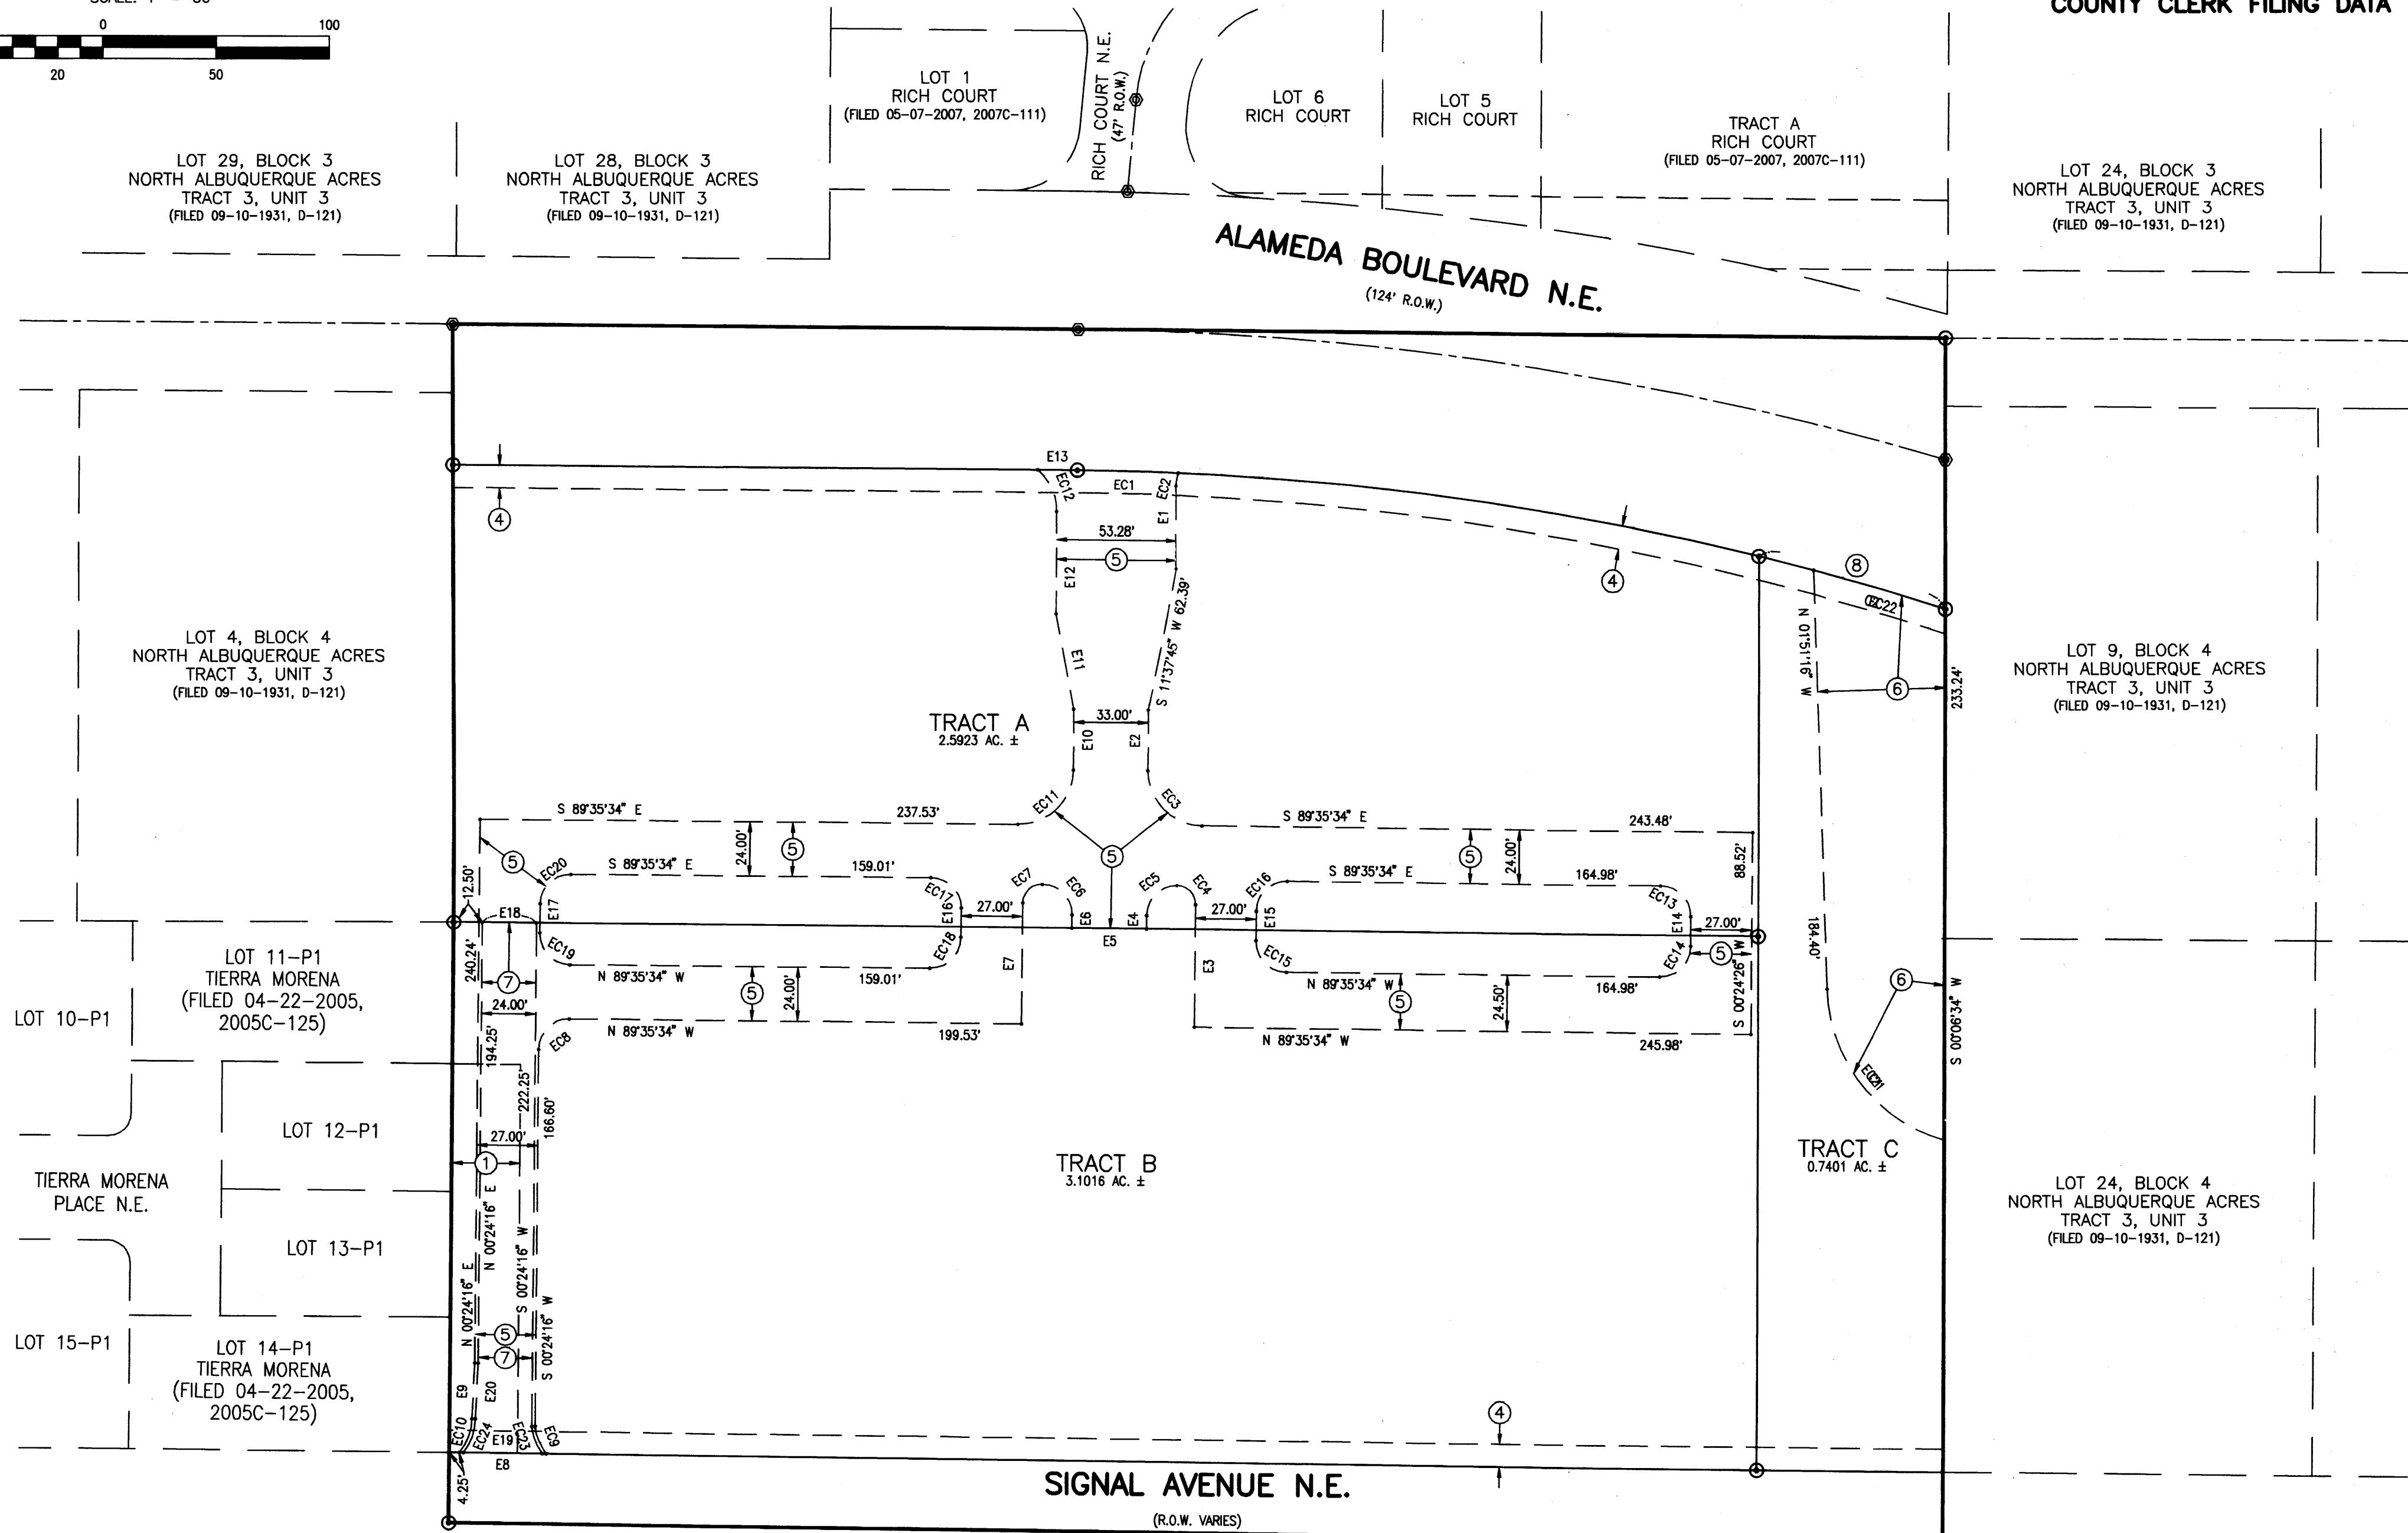 COUNTY CLERK FILING DATA
0
100
20
50
LOT 1
RICH COURT
(FILED 05-07-2007, 2007C-111)
RICH COURT N.E.
(47' R.O.W.)
LOT 6
RICH COURT
LOT 5
RICH COURT
TRACT A
RICH COURT
(FILED 05-07-2007, 2007C-111)
LOT 29, BLOCK 3
NORTH ALBUQUERQUE ACRES
TRACT 3, UNIT 3
(FILED 09-10-1931, D-121)
LOT 28, BLOCK 3
NORTH ALBUQUERQUE ACRES
TRACT 3, UNIT 3
(FILED 09-10-1931, D-121)
LOT 24, BLOCK 3
NORTH ALBUQUERQUE ACRES
TRACT 3, UNIT 3
(FILED 09-10-1931, D-121)
ALAMEDA BOULEVARD N.E.
(124' R.O.W.)
E13
EC12
EC1
EC2
E1
4
53.28'
5
E12
4
8
EC22
S 11°37'45" W 62.39'
N 01°51'16" W
E11
LOT 4, BLOCK 4
NORTH ALBUQUERQUE ACRES
TRACT 3, UNIT 3
(FILED 09-10-1931, D-121)
LOT 9, BLOCK 4
NORTH ALBUQUERQUE ACRES
TRACT 3, UNIT 3
(FILED 09-10-1931, D-121)
6
233.24'
TRACT A
2.5923 AC. ±
33.00'
E10
E2
EC11
EC3
S 89°35'34" E
237.53'
S 89°35'34" E
243.48'
24.00'
5
5
5
24.00'
88.52'
5
EC20
S 89°35'34" E
159.01'
EC7
EC6
EC5
EC4
EC16
S 89°35'34" E
164.98'
EC13
12.50'
E18
E17
EC17
E16
27.00'
E6
E4
27.00'
E15
E14
27.00'
E5
184.40'
240.24'
EC19
EC18
E7
E3
EC15
EC14
5
7
N 89°35'34" W
5
24.00'
159.01'
N 89°35'34" W
5
24.50'
164.98'
S 00°24'26" W
6
24.00'
EC8
N 89°35'34" W
199.53'
N 89°35'34" W
245.98'
S 00°06'34" W
LOT 11-P1
TIERRA MORENA
(FILED 04-22-2005,
2005C-125)
LOT 10-P1
194.25'
222.25'
166.60'
LOT 12-P1
27.00'
1
TIERRA MORENA
PLACE N.E.
TRACT B
3.1016 AC. ±
TRACT C
0.7401 AC. ±
LOT 24, BLOCK 4
NORTH ALBUQUERQUE ACRES
TRACT 3, UNIT 3
(FILED 09-10-1931, D-121)
LOT 13-P1
N 00°24'16" E
N 00°24'16" E
S 00°24'16" W
S 00°24'16" W
5
7
LOT 15-P1
LOT 14-P1
TIERRA MORENA
(FILED 04-22-2005,
2005C-125)
E9
E20
EC10
EC24
E19
EC23
EC9
E8
4.25'
4
SIGNAL AVENUE N.E.
(R.O.W. VARIES)